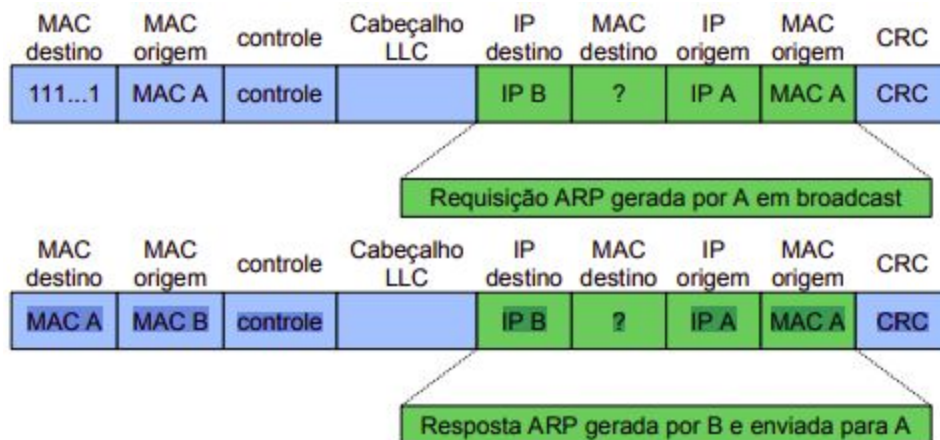 MAC destino MAC origem controle Cabeçalho LLC IP destino MAC destino IP origem MAC origem CRC
111...1 MAC A controle IP B ? IP A MAC A CRC
Requisição ARP gerada por A em broadcast
MAC destino MAC origem controle Cabeçalho LLC IP destino MAC destino IP origem MAC origem CRC
MAC A MAC B controle IP B ? IP A MAC A CRC
Resposta ARP gerada por B e enviada para A